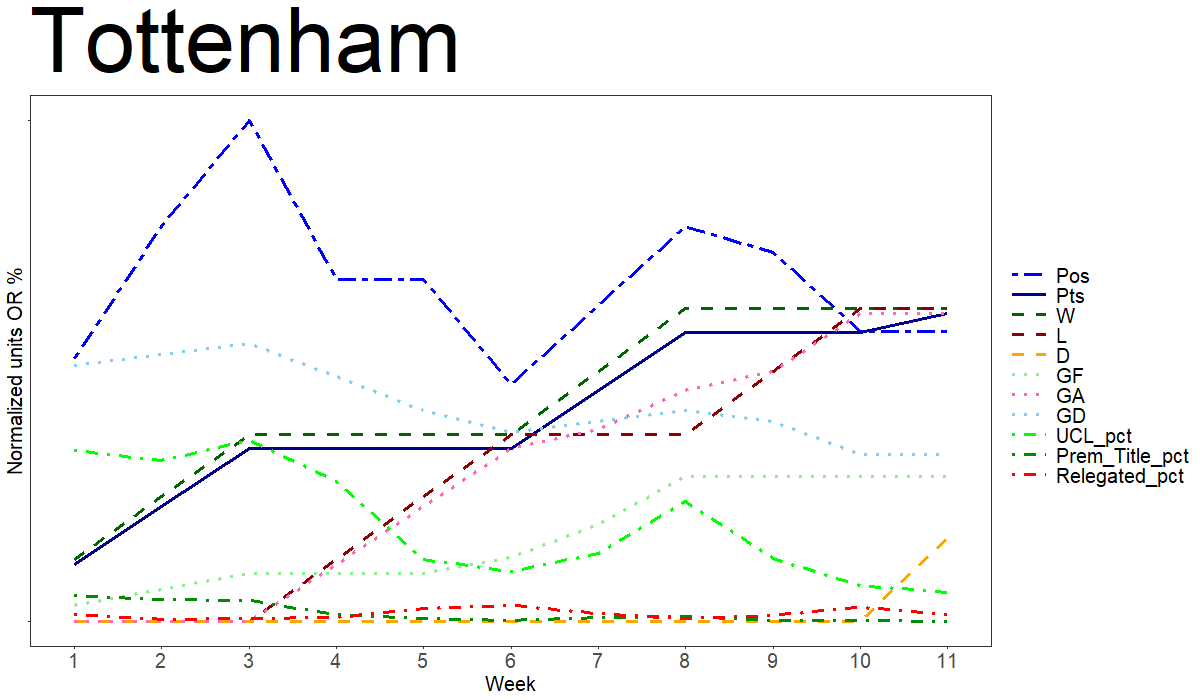 Tottenham
Normalized units OR %
1 2 3 4 5 6 7 8 9 10 11
Week
Pos
Pts
W
L
D
GF
GA
GD
UCL_pct
Prem_Title_pct
Relegated_pct